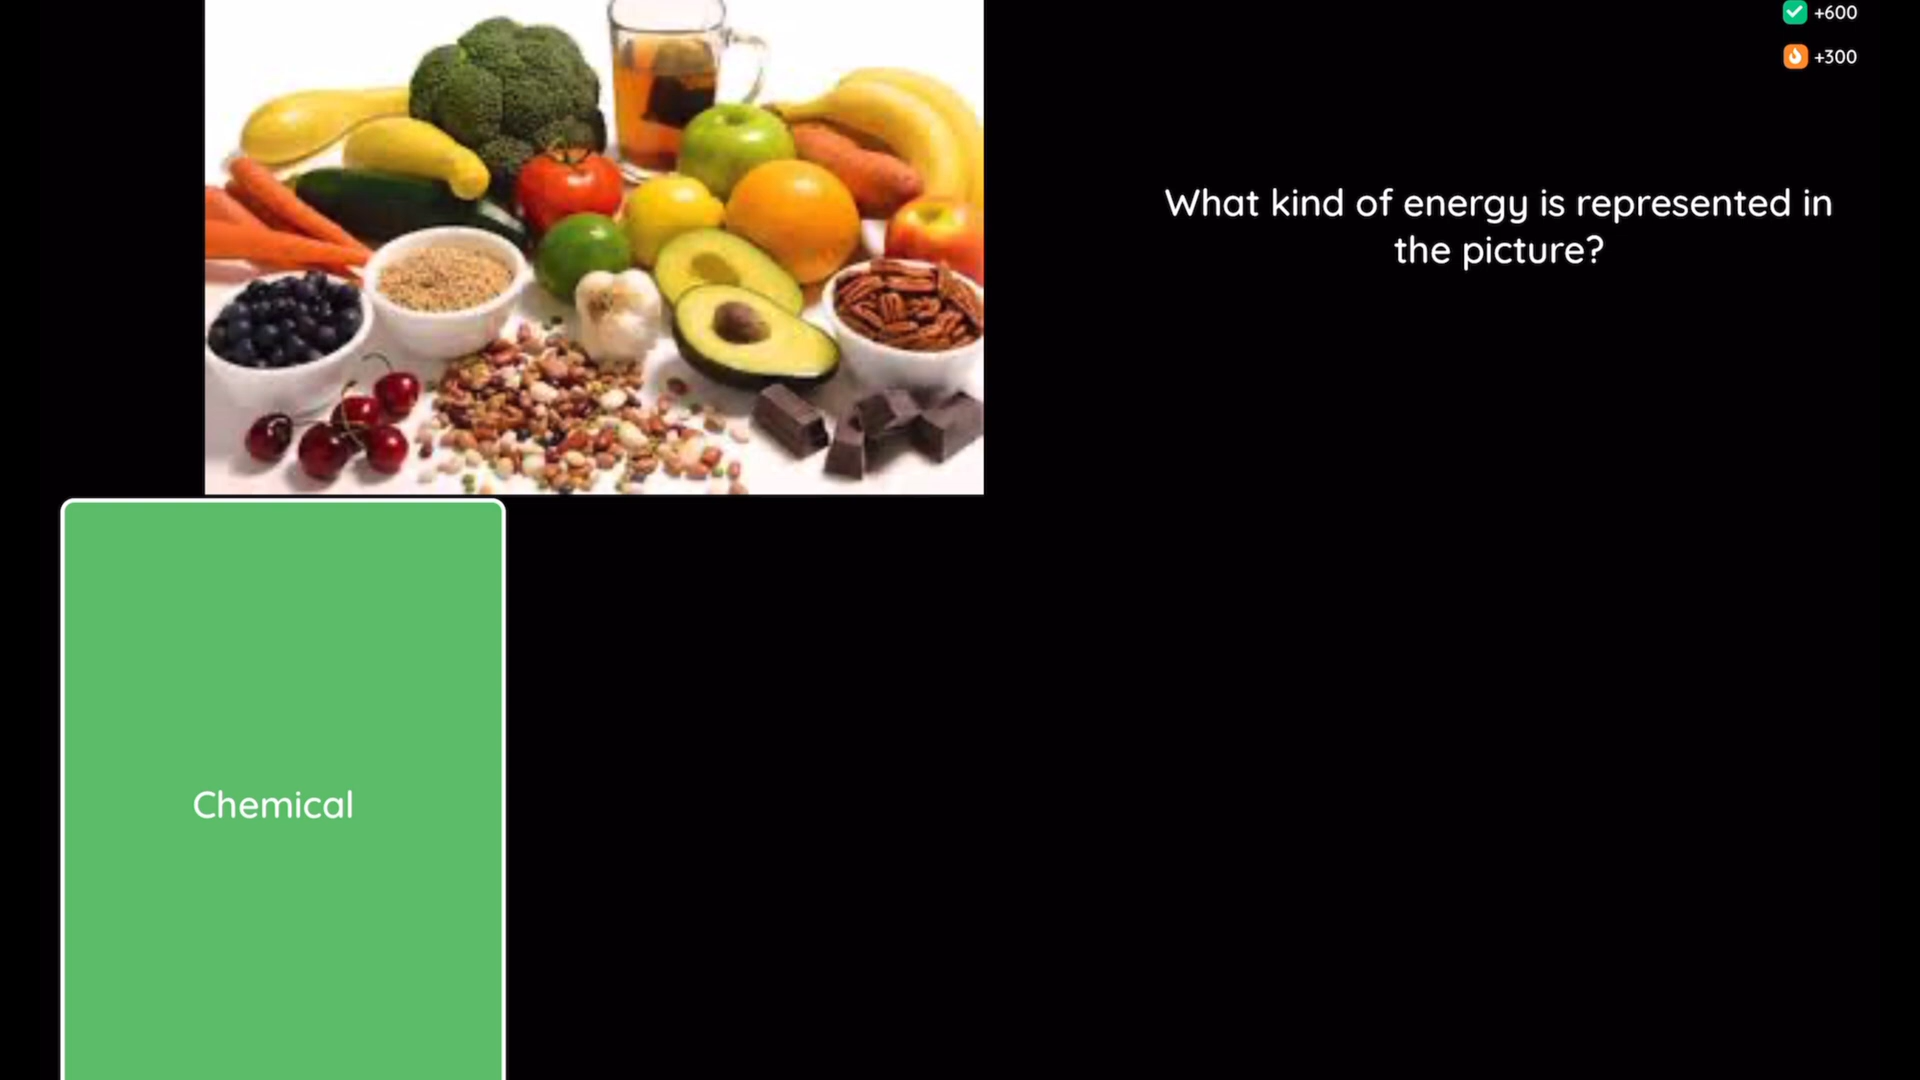 +600
+300
What kind of energy is represented in
the picture?
Chemical